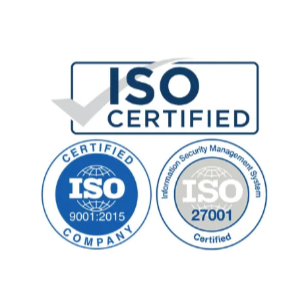 ISO
CERTIFIED
CERTIFIED
ISO
9001:2015
COMPANY
Information Security Management System
ISO
27001
Certified